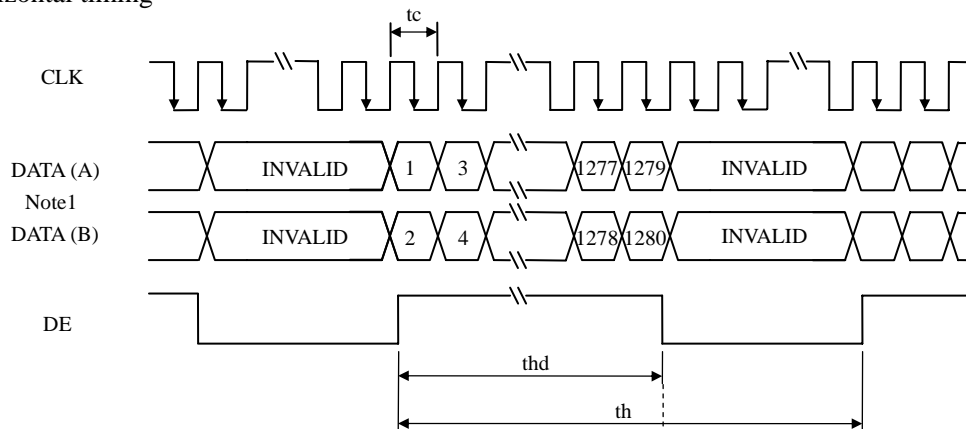 tc
CLK
DATA (A) INVALID 1 3 1277 1279 INVALID
Note1
DATA (B) INVALID 2 4 1278 1280 INVALID
DE
thd
th